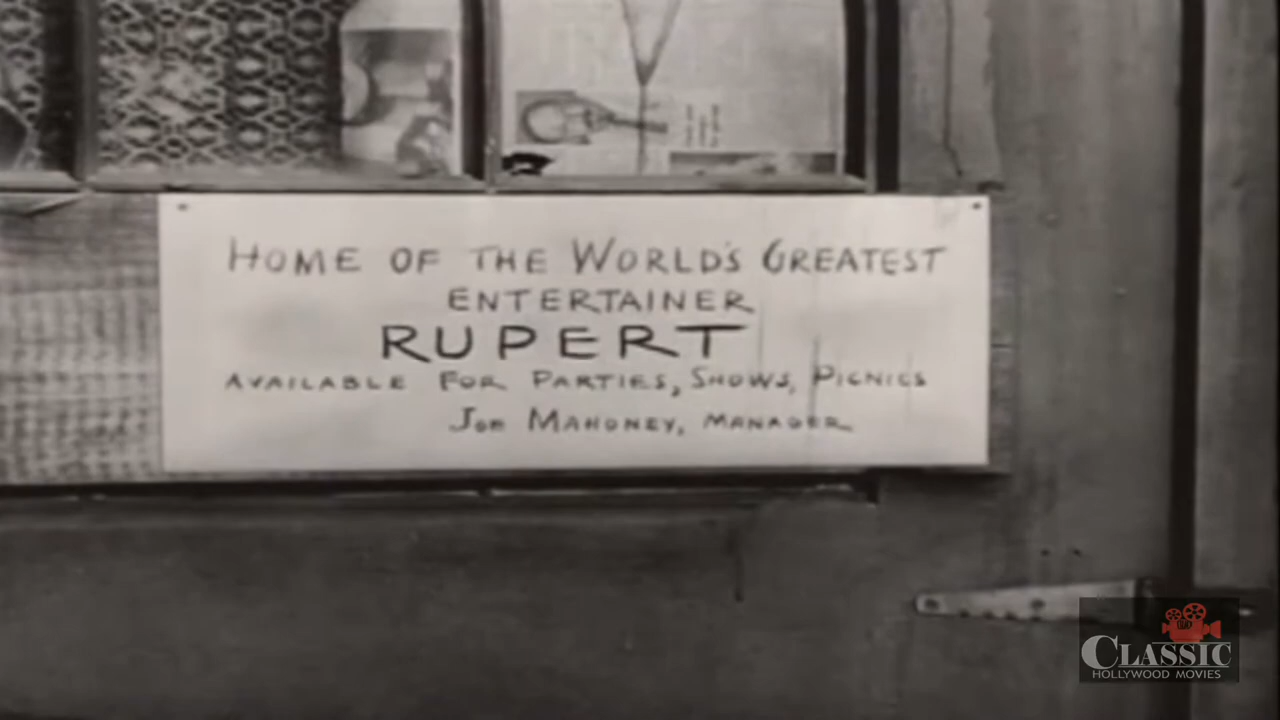 HOME OF THE WORLD'S GREATEST
ENTERTAINER
RUPERT
AVAILABLE FOR PARTIES, SHOWS, PICNICS
JOE MAHONEY, MANAGER
CLASSIC
HOLLYWOOD MOVIES